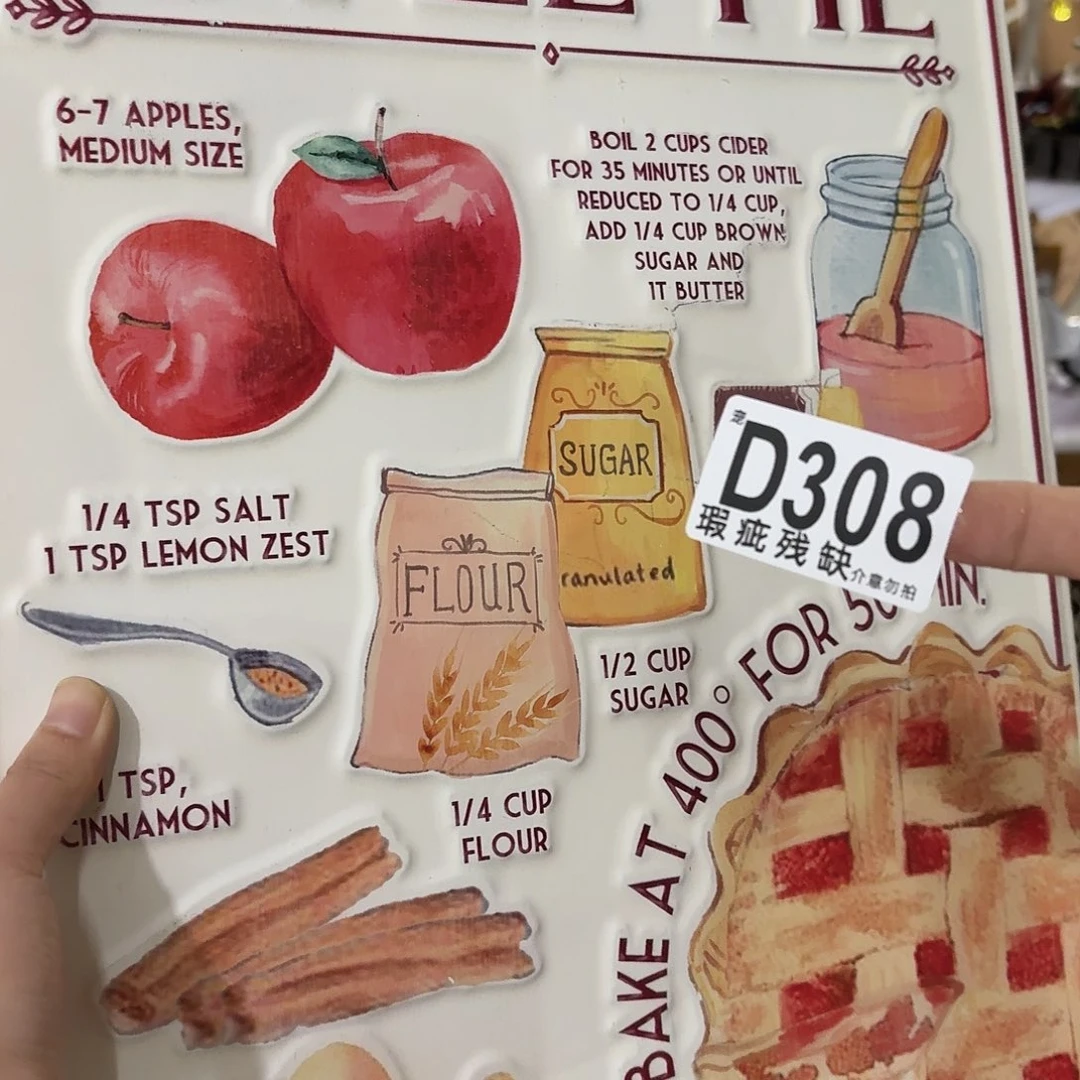 6-7 APPLES,
MEDIUM SIZE
BOIL 2 CUPS CIDER
FOR 35 MINUTES OR UNTIL
REDUCED TO 1/4 CUP,
ADD 1/4 CUP BROWN
SUGAR AND
1T BUTTER
SUGAR
ranulated
D308
瑕疵残缺
介意勿拍
1/4 TSP SALT
1 TSP LEMON ZEST
FLOUR
1/2 CUP
SUGAR
1 TSP,
CINNAMON
1/4 CUP
FLOUR
BAKE AT 400° FOR MIN.